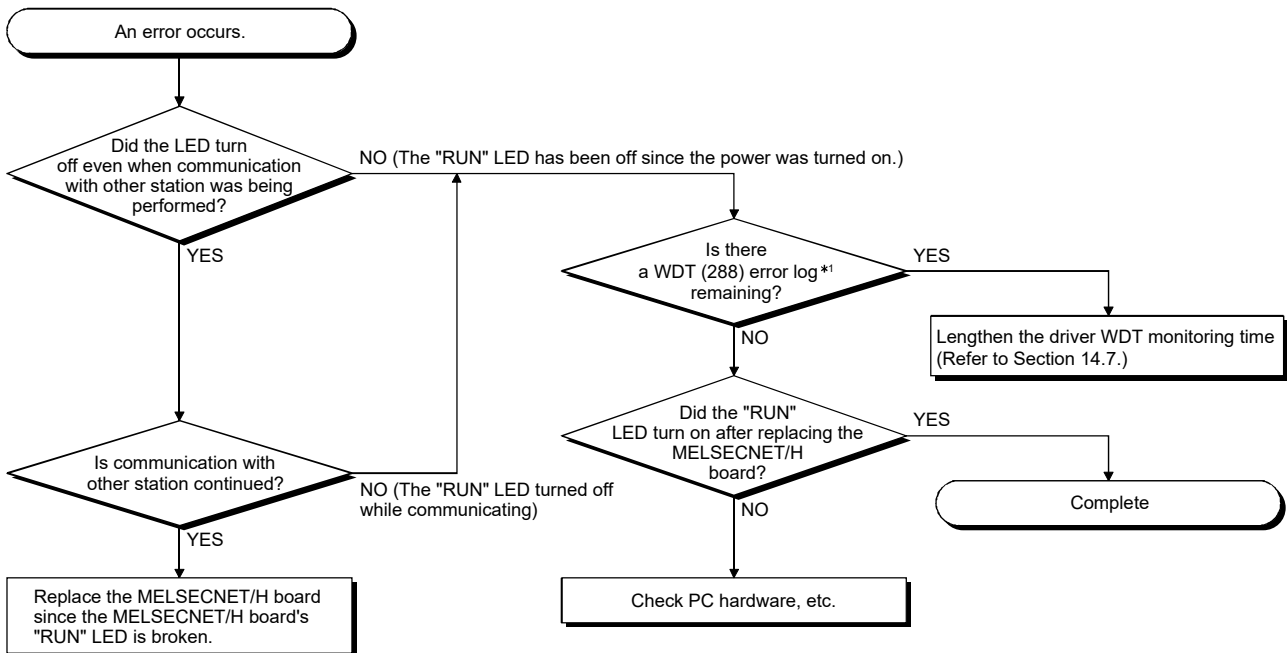 An error occurs.
Did the LED turn
off even when communication
with other station was being
performed?
NO (The "RUN" LED has been off since the power was turned on.)
YES
Is there
a WDT (288) error log *1
remaining?
YES
Lengthen the driver WDT monitoring time
(Refer to Section 14.7.)
NO
Did the "RUN"
LED turn on after replacing the
MELSECNET/H
board?
YES
Complete
NO
Check PC hardware, etc.
Is communication with
other station continued?
NO (The "RUN" LED turned off
while communicating)
YES
Replace the MELSECNET/H board
since the MELSECNET/H board's
"RUN" LED is broken.